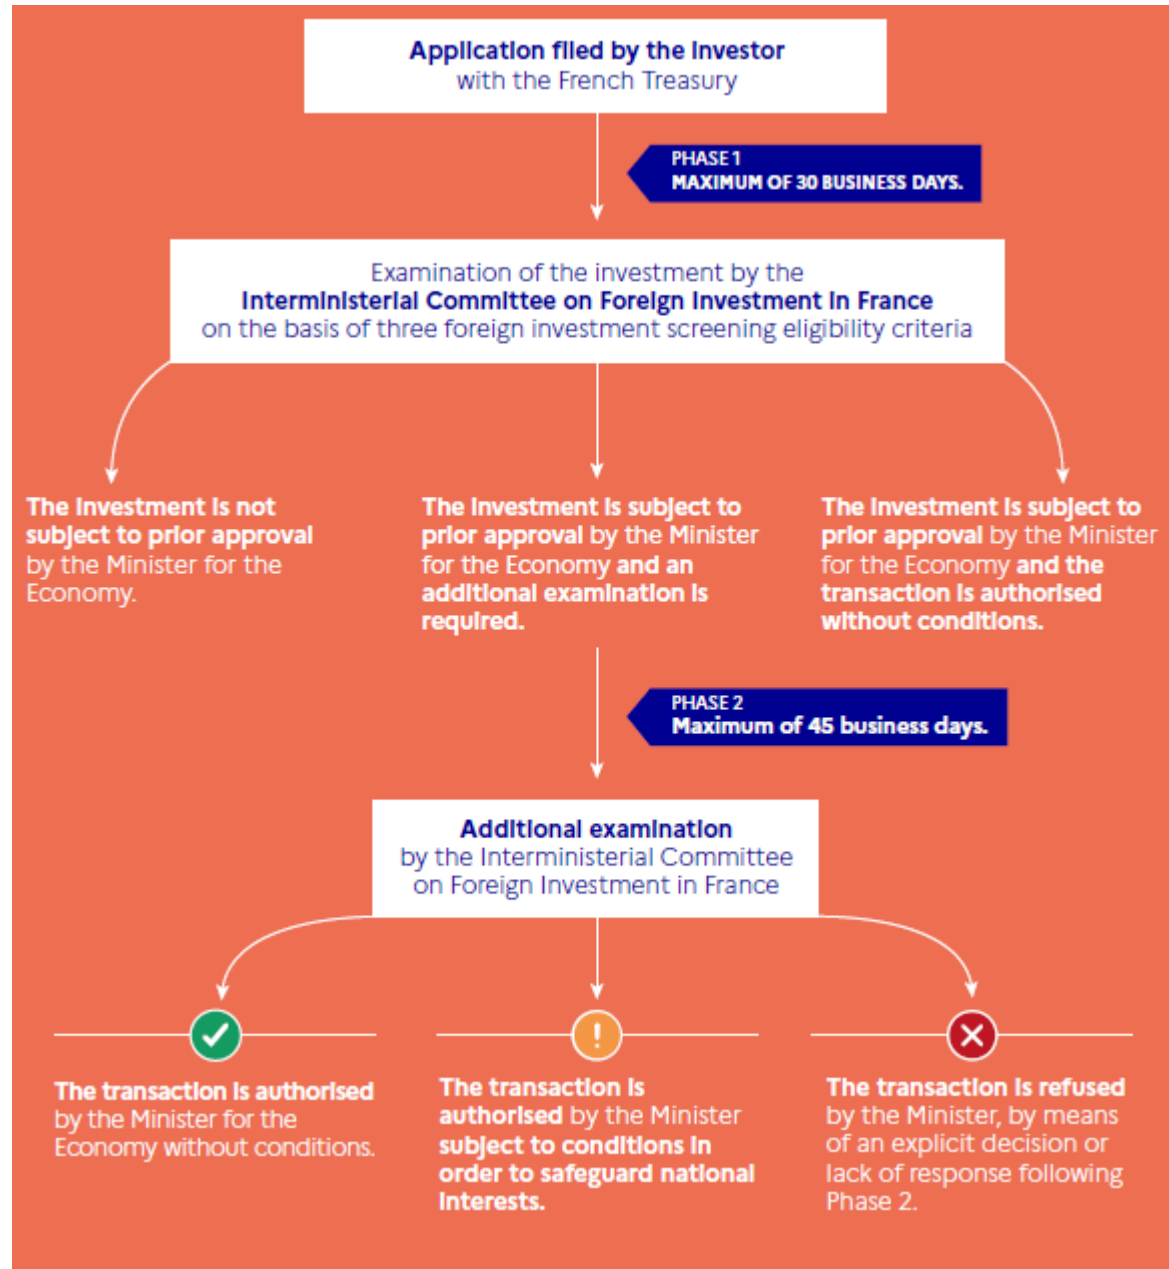 Application filed by the investor
with the French Treasury
PHASE 1
MAXIMUM OF 30 BUSINESS DAYS.
Examination of the investment by the
Interministerial Committee on Foreign Investment in France
on the basis of three foreign investment screening eligibility criteria
The investment is not
subject to prior approval
by the Minister for the
Economy.
The investment is subject to
prior approval by the Minister
for the Economy and an
additional examination is
required.
The investment is subject to
prior approval by the Minister
for the Economy and the
transaction is authorised
without conditions.
PHASE 2
Maximum of 45 business days.
Additional examination
by the Interministerial Committee
on Foreign Investment in France
The transaction is authorised
by the Minister for the
Economy without conditions.
The transaction is
authorised by the Minister
subject to conditions in
order to safeguard national
interests.
The transaction is refused
by the Minister, by means
of an explicit decision or
lack of response following
Phase 2.